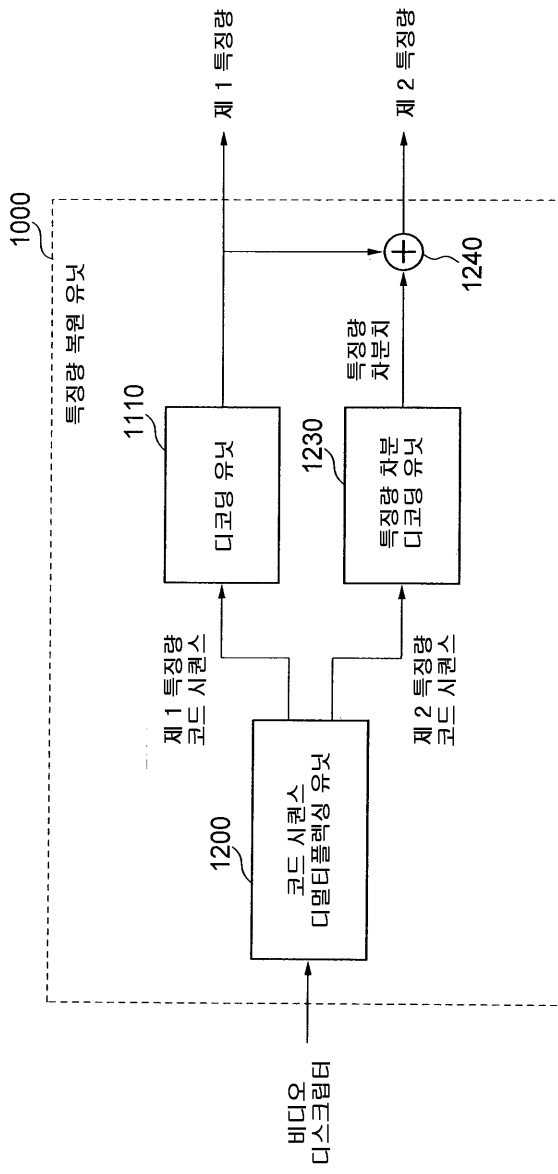 1000
특징량 복원 유닛
비디오
디스크립터
1200
코드 시퀀스
디멀티플렉싱 유닛
제 1 특징량
코드 시퀀스
1110
디코딩 유닛
제 1 특징량
제 2 특징량
코드 시퀀스
1230
특징량 차분
디코딩 유닛
특징량
차분치
1240
제 2 특징량